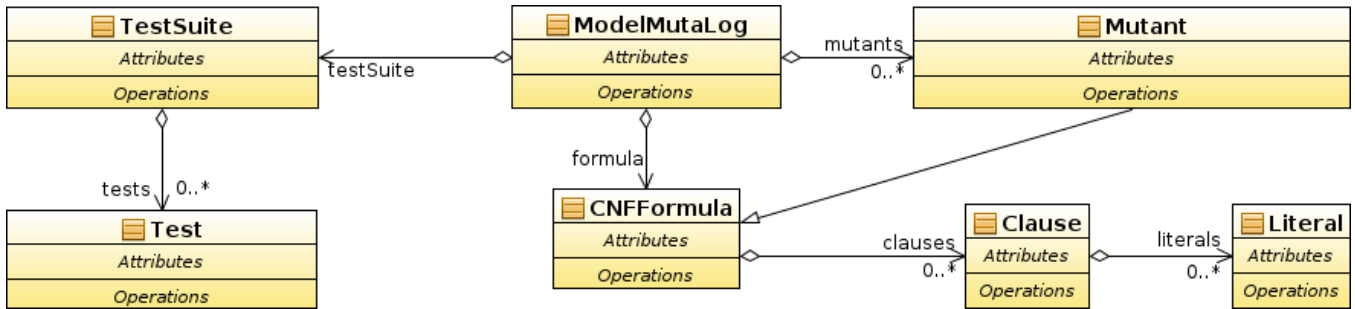 TestSuite
Attributes
Operations
testSuite
ModelMutaLog
Attributes
Operations
mutants
0..*
Mutant
Attributes
Operations
tests
0..*
formula
Test
Attributes
Operations
CNFFormula
Attributes
Operations
clauses
0..*
Clause
Attributes
Operations
literals
0..*
Literal
Attributes
Operations